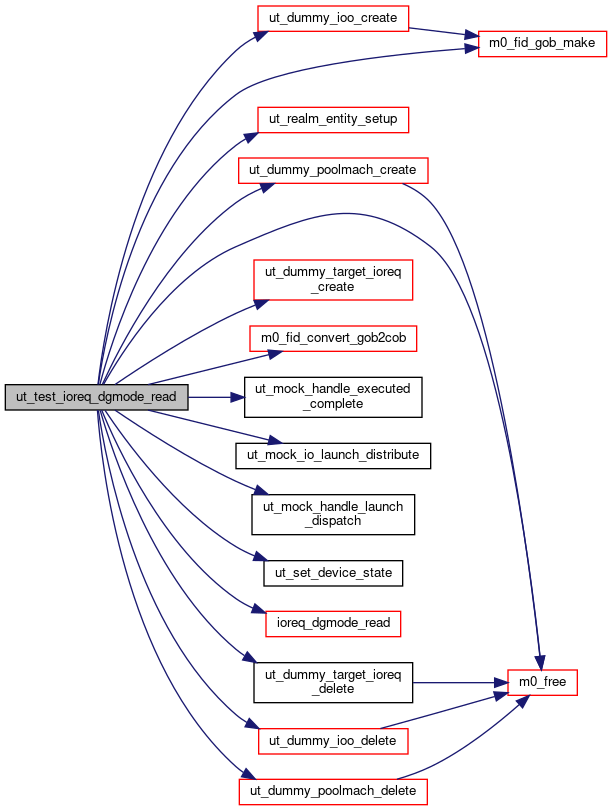 ut_dummy_ioo_create
m0_fid_gob_make
ut_realm_entity_setup
ut_dummy_poolmach_create
ut_dummy_target_ioreq
_create
m0_fid_convert_gob2cob
ut_test_ioreq_dgmode_read
ut_mock_handle_executed
_complete
ut_mock_io_launch_distribute
ut_mock_handle_launch
_dispatch
ut_set_device_state
ioreq_dgmode_read
ut_dummy_target_ioreq
_delete
m0_free
ut_dummy_ioo_delete
ut_dummy_poolmach_delete